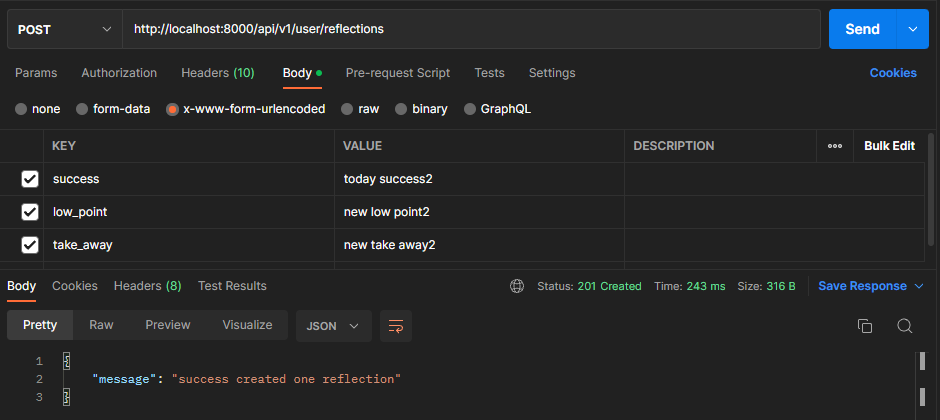 POST http://localhost:8000/api/v1/user/reflections Send
Params Authorization Headers (10) Body Pre-request Script Tests Settings Cookies
none form-data x-www-form-urlencoded raw binary GraphQL
KEY VALUE DESCRIPTION ooo Bulk Edit
success today success2
low_point new low point2
take_away new take away2
Body Cookies Headers (8) Test Results Status: 201 Created Time: 243 ms Size: 316 B Save Response
Pretty Raw Preview Visualize JSON
1 {
2 "message": "success created one reflection"
3 }